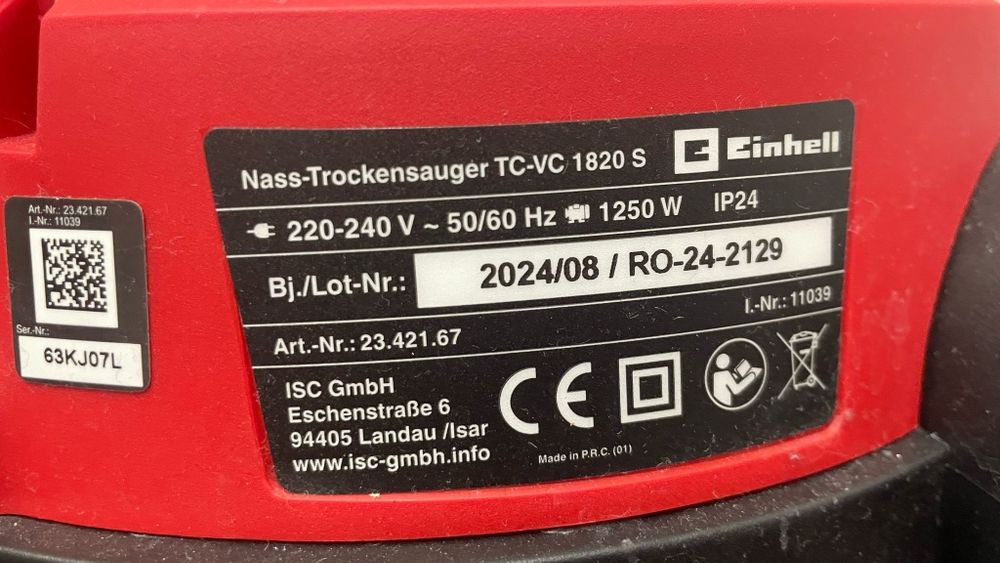 Art.-Nr.: 23.421.67
I.-Nr.: 11039
Ser.-Nr.:
63KJ07L
Nass-Trockensauger TC-VC 1820 S
Einhell
220-240 V ~ 50/60 Hz 1250 W IP24
Bj./Lot-Nr.: 2024/08 / RO-24-2129
Art.-Nr.: 23.421.67
I.-Nr.: 11039
ISC GmbH
Eschenstraße 6
94405 Landau /Isar
www.isc-gmbh.info
CE
Made in P.R.C. (01)